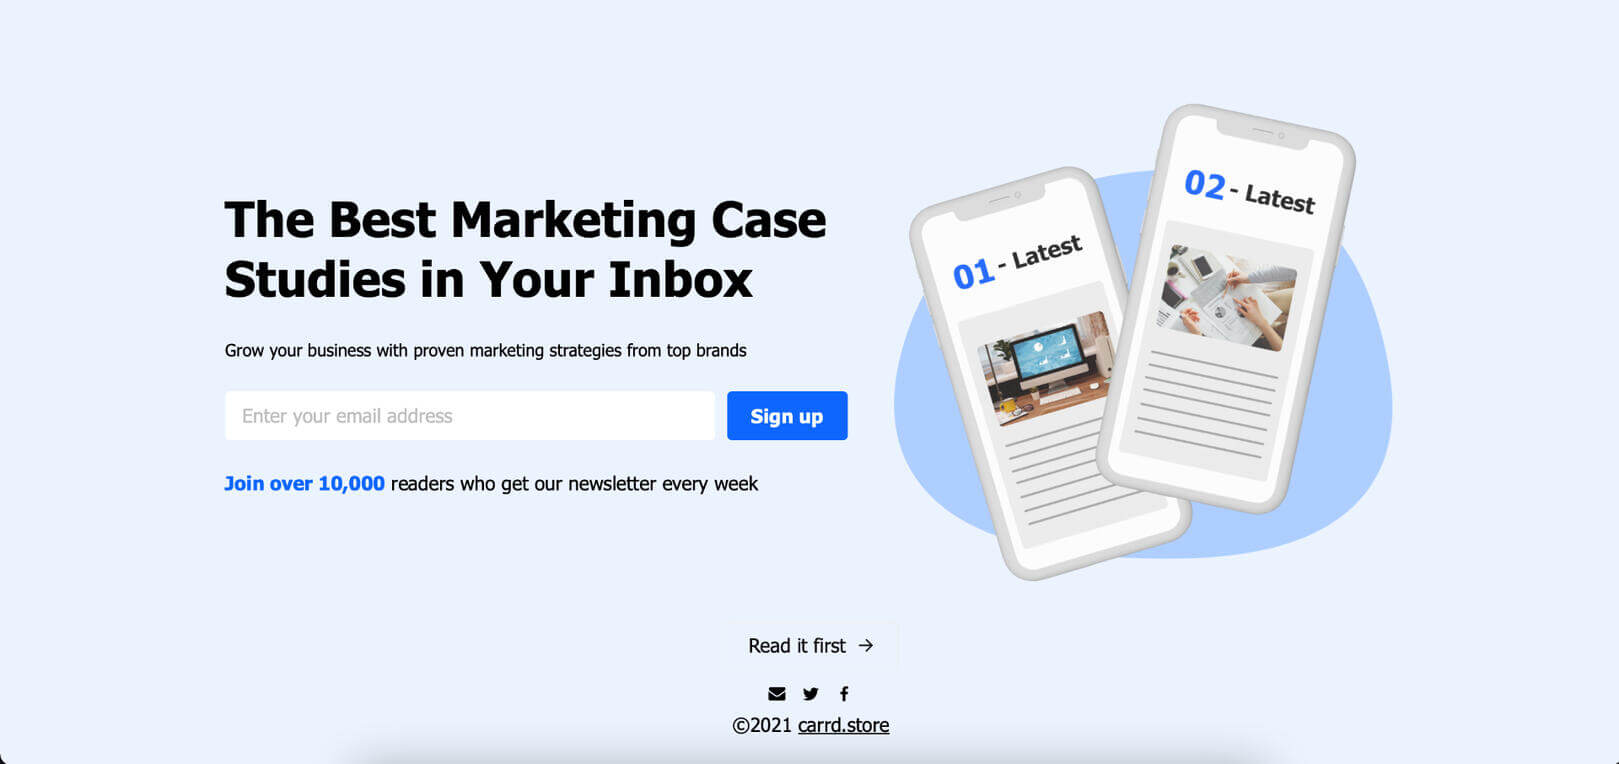 The Best Marketing Case
Studies in Your Inbox
Grow your business with proven marketing strategies from top brands
Enter your email address
Sign up
Join over 10,000 readers who get our newsletter every week
01 - Latest
02 - Latest
Read it first →
©2021 carrd.store